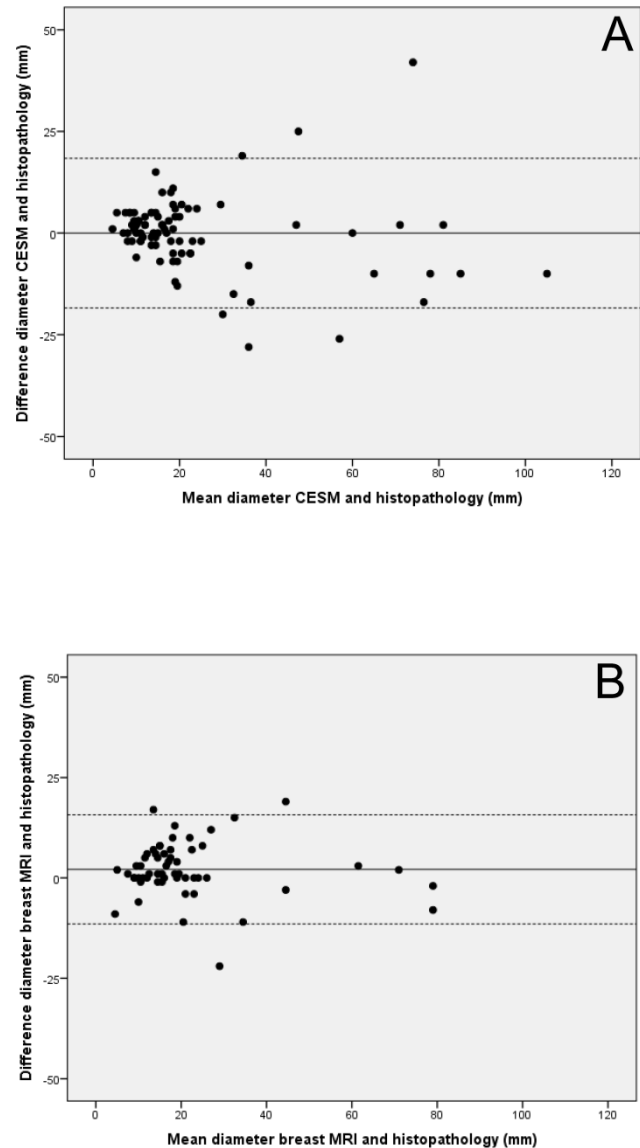 A
Difference diameter CESM and histopathology (mm)
50
25
0
-25
-50
0 20 40 60 80 100 120
Mean diameter CESM and histopathology (mm)
B
Difference diameter breast MRI and histopathology (mm)
50
25
0
-25
-50
0 20 40 60 80 100 120
Mean diameter breast MRI and histopathology (mm)